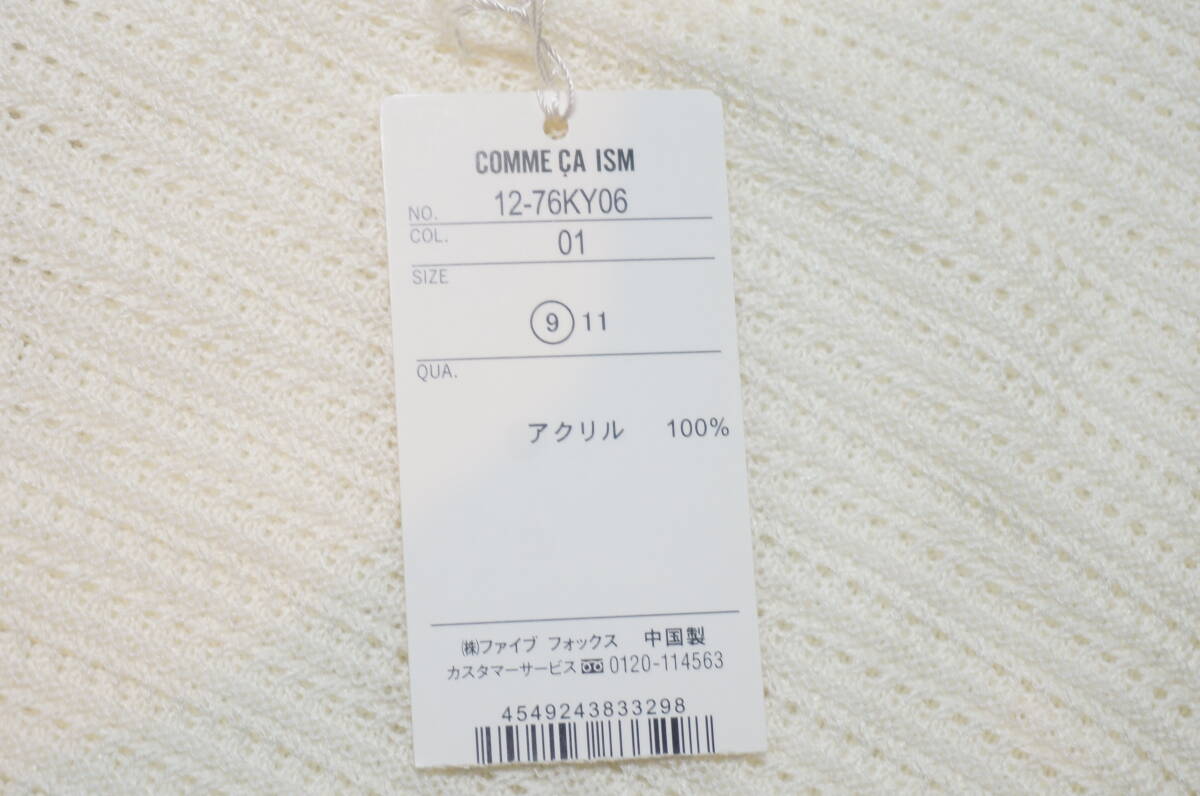 COMME ÇA ISM
NO. 12-76KY06
COL. 01
SIZE
9 11
QUA.
アクリル 100%
㈱ファイブ フォックス 中国製
カスタマーサービス 0120-114563
4549243833298